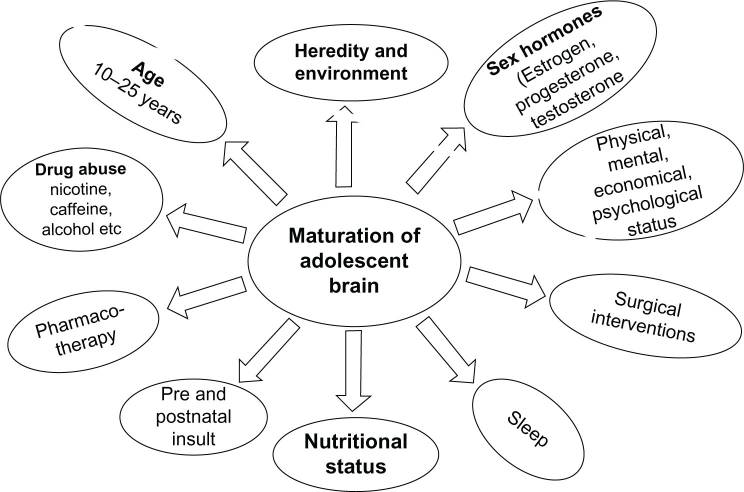 Age
10–25 years
Heredity and
environment
Sex hormones
(Estrogen,
progesterone,
testosterone
Drug abuse
nicotine,
caffeine,
alcohol etc
Physical,
mental,
economical,
psychological
status
Maturation of
adolescent
brain
Pharmaco-
therapy
Surgical
interventions
Pre and
postnatal
insult
Nutritional
status
Sleep